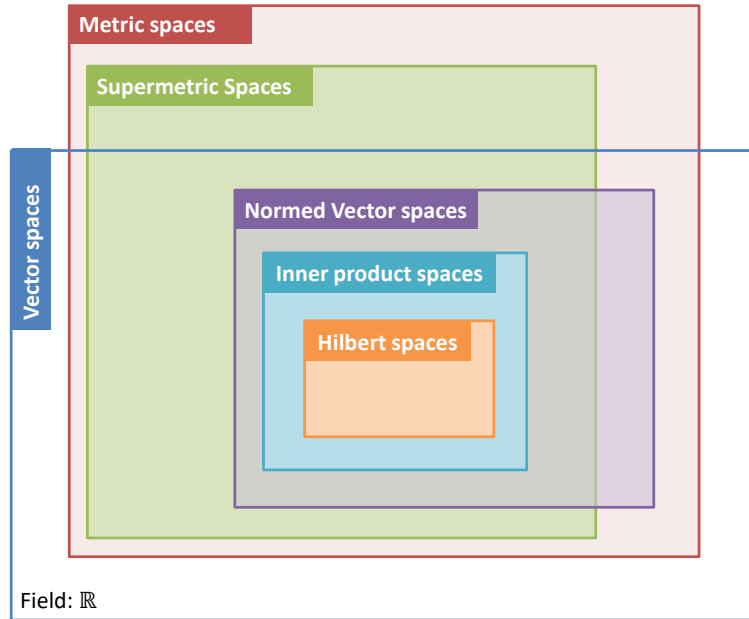 Metric spaces
Supermetric Spaces
Vector spaces
Normed Vector spaces
Inner product spaces
Hilbert spaces
Field: ℝ